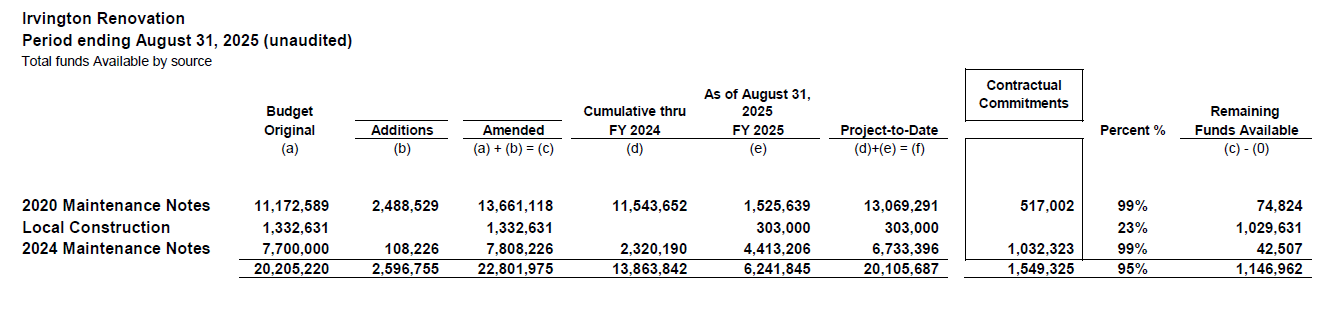 Irvington Renovation
Period ending August 31, 2025 (unaudited)
Total funds Available by source
Contractual
As of August 31,
Commitments
Budget Cumulative thru 2025 Remaining
Original Additions Amended FY 2024 FY 2025 Project-to-Date Percent % Funds Available
(a) (b) (a) + (b) = (c) (d) (e) (d)+(e) = (f) (c) - (0)
2020 Maintenance Notes 11,172,589 2,488,529 13,661,118 11,543,652 1,525,639 13,069,291 517,002 99% 74,824
Local Construction 1,332,631 1,332,631 303,000 303,000 23% 1,029,631
2024 Maintenance Notes 7,700,000 108,226 7,808,226 2,320,190 4,413,206 6,733,396 1,032,323 99% 42,507
20,205,220 2,596,755 22,801,975 13,863,842 6,241,845 20,105,687 1,549,325 95% 1,146,962